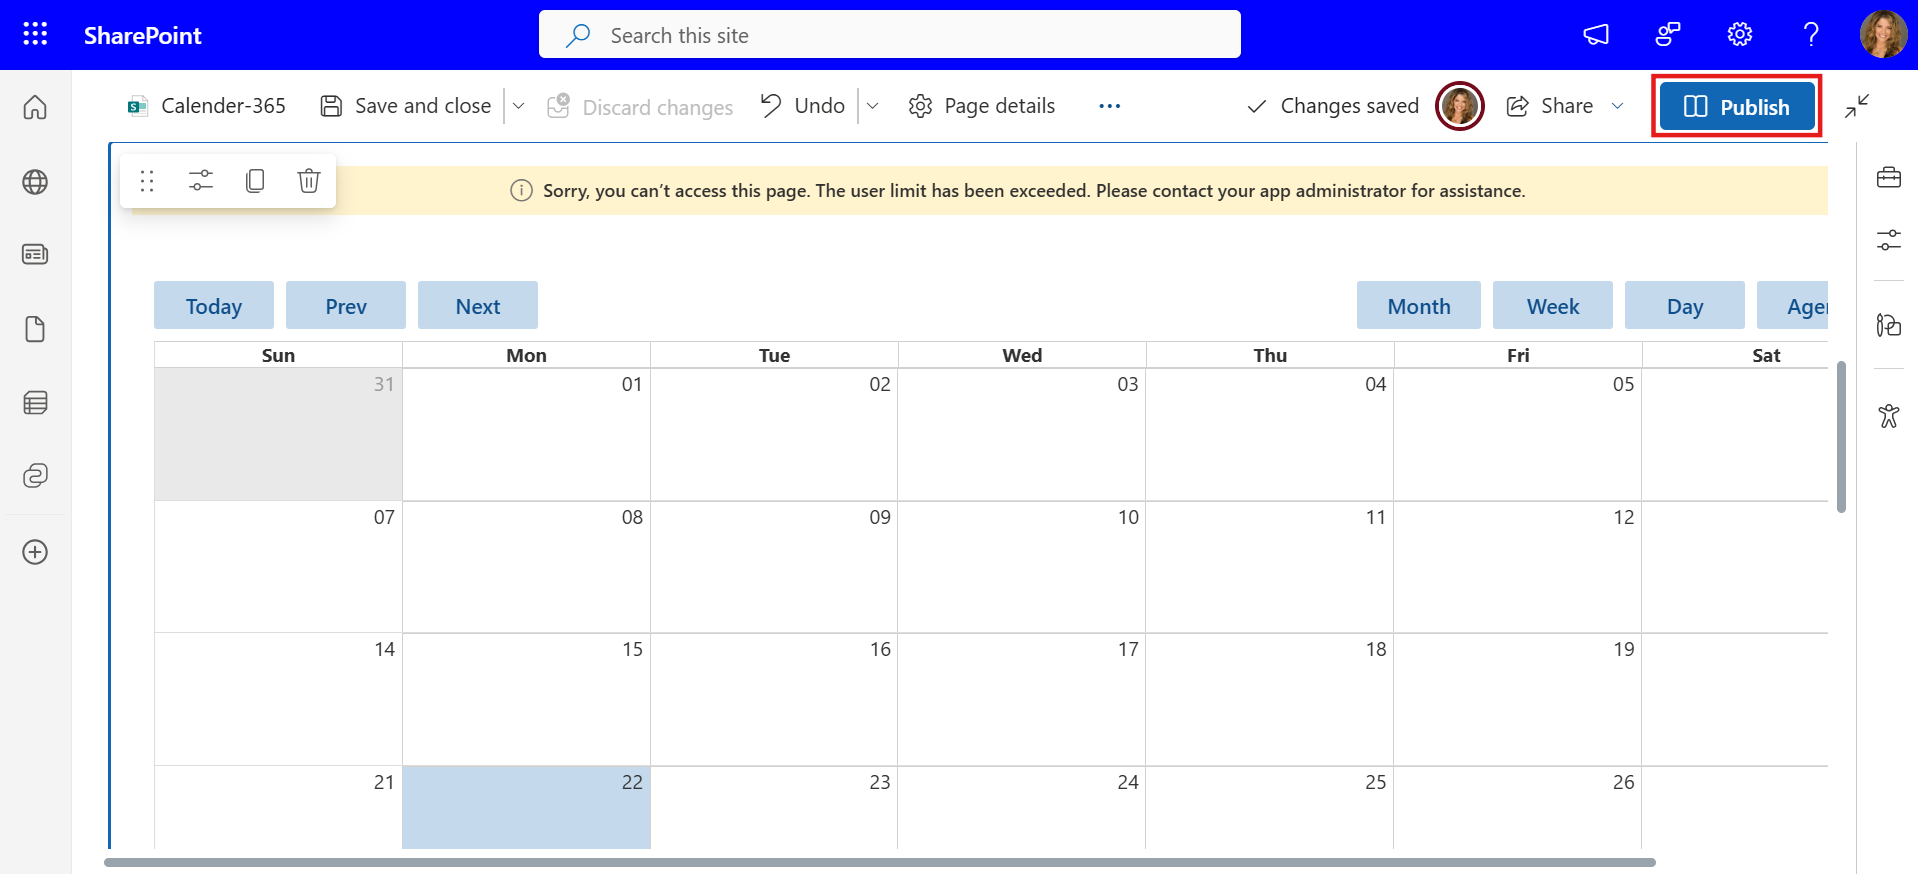 SharePoint
Search this site
Calender-365
Save and close
Discard changes
Undo
Page details
Changes saved
Share
Publish
Sorry, you can’t access this page. The user limit has been exceeded. Please contact your app administrator for assistance.
Today Prev Next
Month Week Day Agen
Sun Mon Tue Wed Thu Fri Sat
31 01 02 03 04 05
07 08 09 10 11 12
14 15 16 17 18 19
21 22 23 24 25 26